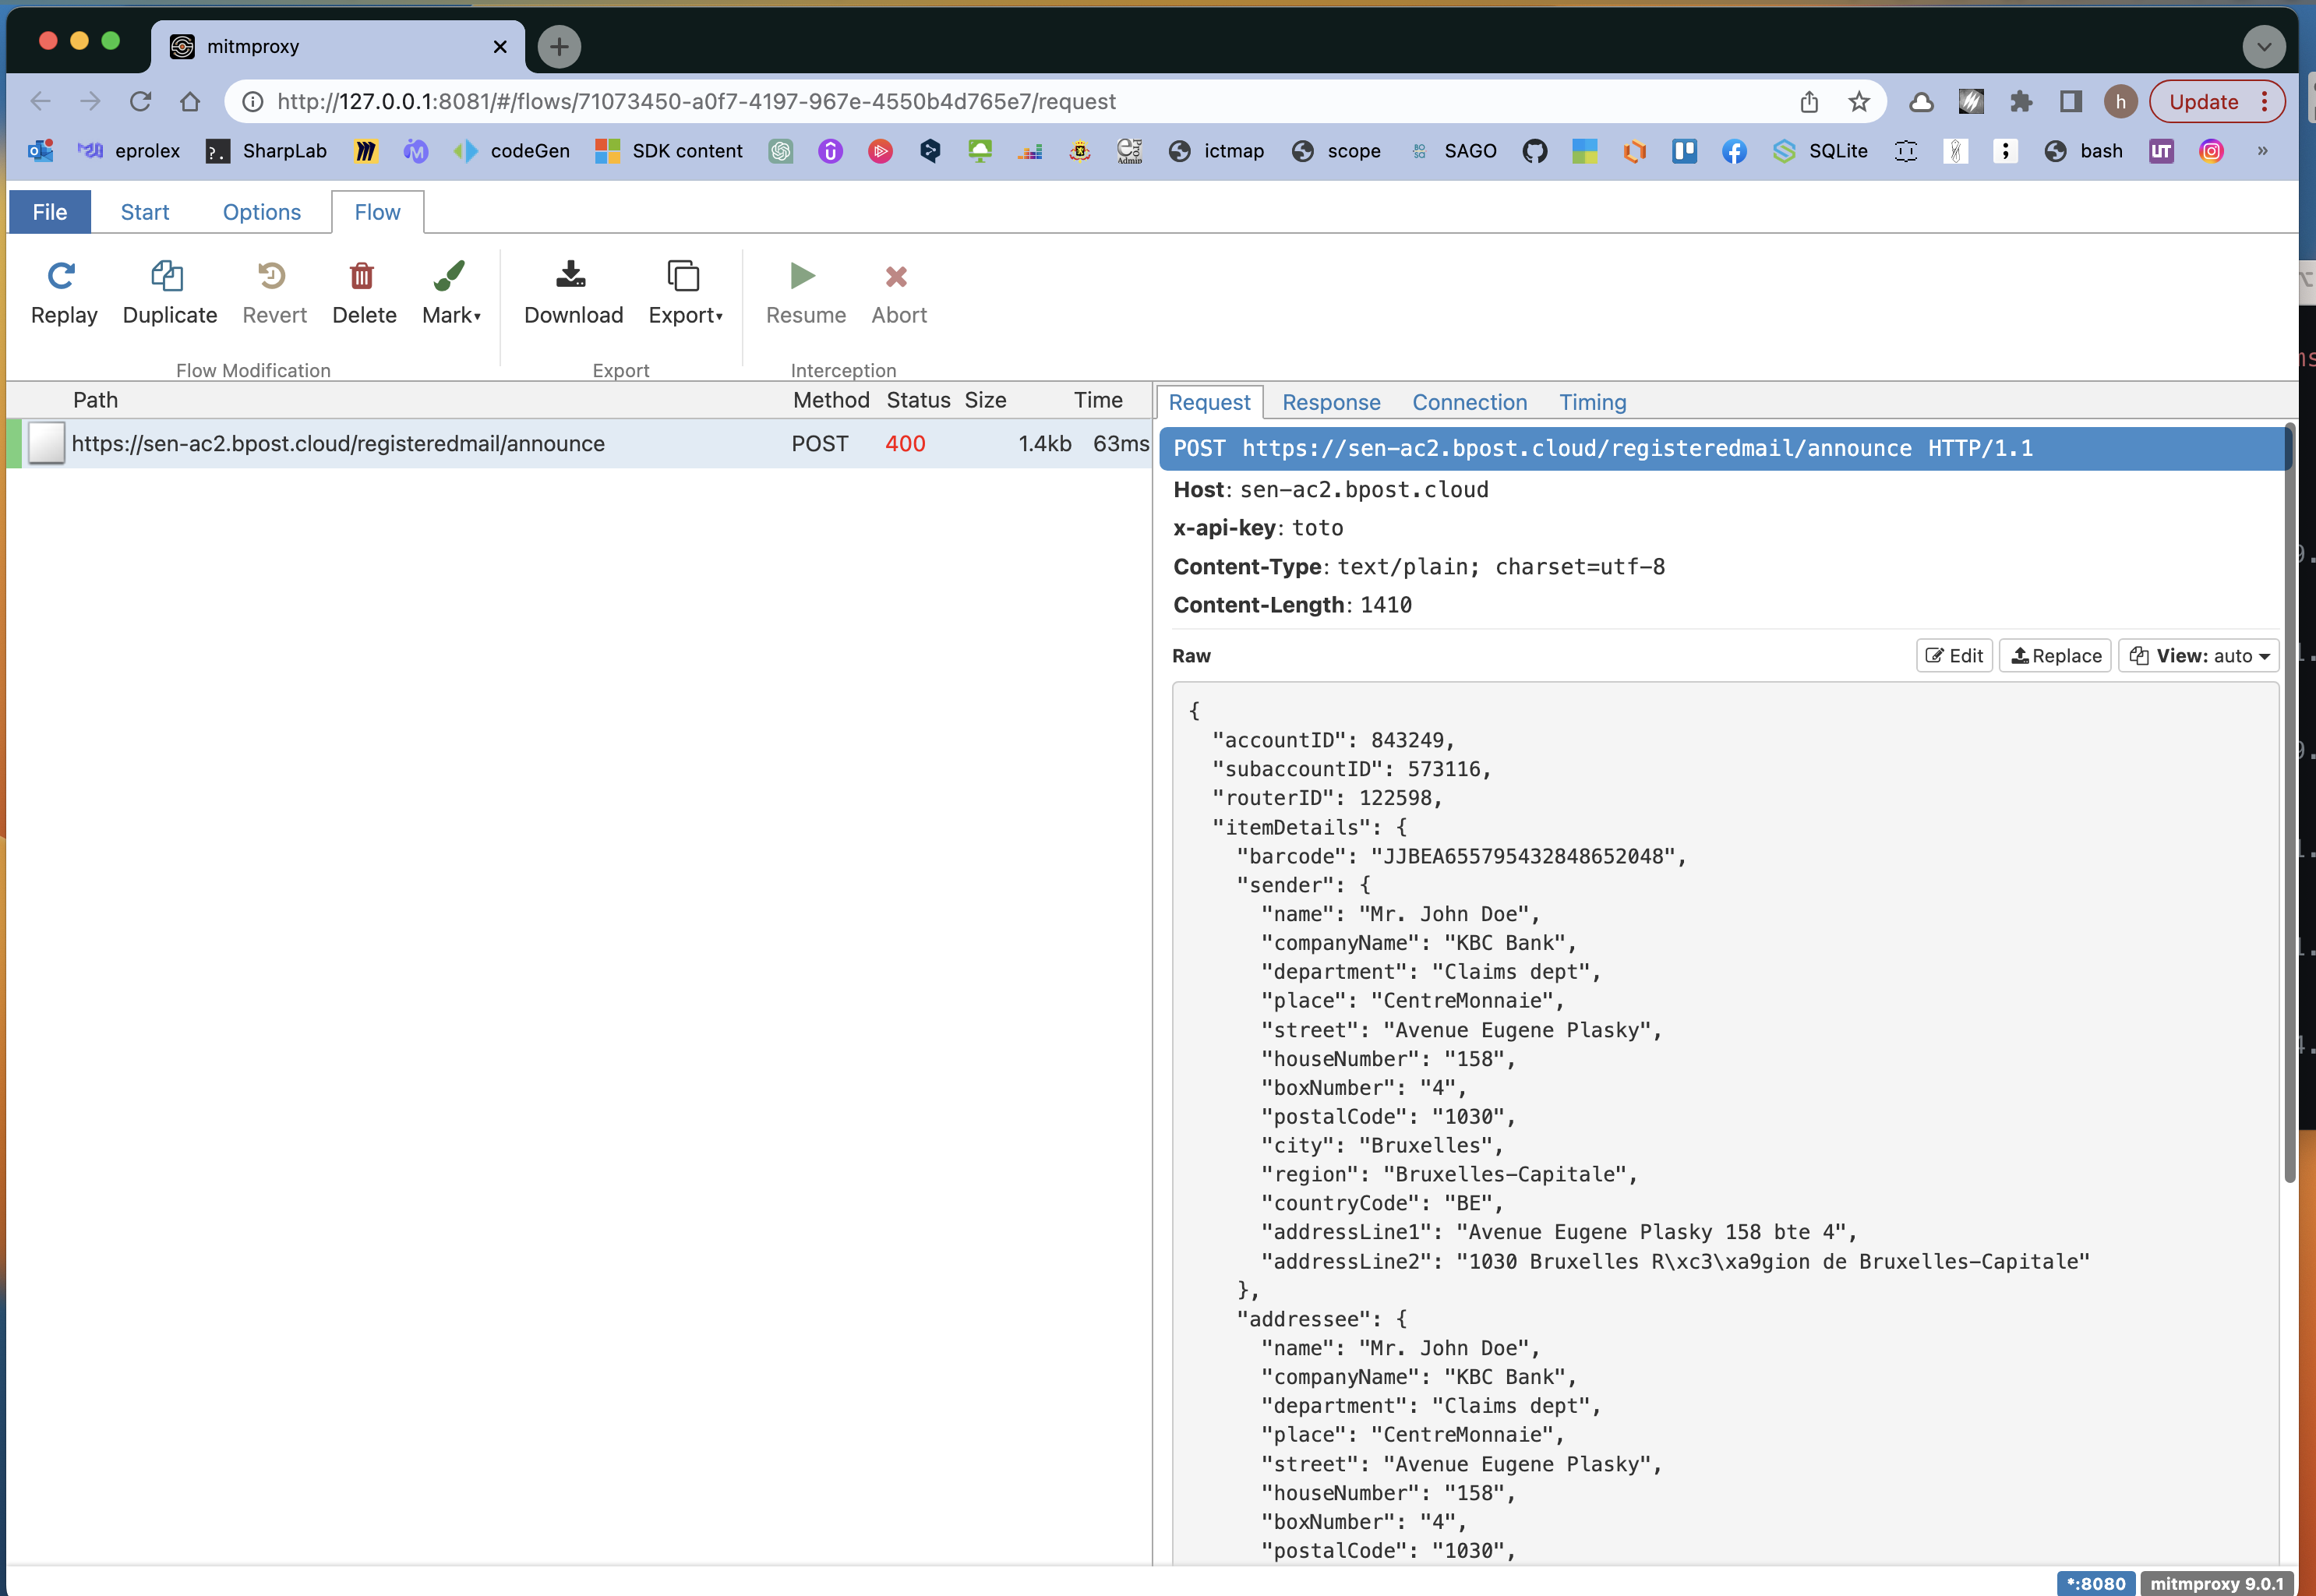 mitmproxy
http://127.0.0.1:8081/#/flows/71073450-a0f7-4197-967e-4550b4d765e7/request
h
Update
eprolex
SharpLab
codeGen
SDK content
ictmap
scope
SAGO
SQLite
bash
UT
»
File
Start
Options
Flow
Replay
Duplicate
Revert
Delete
Mark
Download
Export
Resume
Abort
Flow Modification
Export
Interception
Path Method Status Size Time
https://sen-ac2.bpost.cloud/registeredmail/announce POST 400 1.4kb 63ms
Request Response Connection Timing
POST https://sen-ac2.bpost.cloud/registeredmail/announce HTTP/1.1
Host: sen-ac2.bpost.cloud
x-api-key: toto
Content-Type: text/plain; charset=utf-8
Content-Length: 1410
Raw
Edit
Replace
View: auto
{
"accountID": 843249,
"subaccountID": 573116,
"routerID": 122598,
"itemDetails": {
"barcode": "JJBEA655795432848652048",
"sender": {
"name": "Mr. John Doe",
"companyName": "KBC Bank",
"department": "Claims dept",
"place": "CentreMonnaie",
"street": "Avenue Eugene Plasky",
"houseNumber": "158",
"boxNumber": "4",
"postalCode": "1030",
"city": "Bruxelles",
"region": "Bruxelles-Capitale",
"countryCode": "BE",
"addressLine1": "Avenue Eugene Plasky 158 bte 4",
"addressLine2": "1030 Bruxelles R\xc3\xa9gion de Bruxelles-Capitale"
},
"addressee": {
"name": "Mr. John Doe",
"companyName": "KBC Bank",
"department": "Claims dept",
"place": "CentreMonnaie",
"street": "Avenue Eugene Plasky",
"houseNumber": "158",
"boxNumber": "4",
"postalCode": "1030",
*:8080
mitmproxy 9.0.1